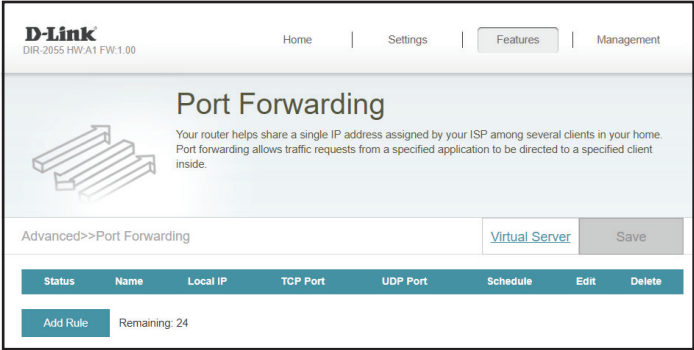 D-Link
DIR-2055 HW:A1 FW:1.00
Home | Settings | Features | Management
Port Forwarding
Your router helps share a single IP address assigned by your ISP among several clients in your home.
Port forwarding allows traffic requests from a specified application to be directed to a specified client
inside.
Advanced>>Port Forwarding Virtual Server Save
Status Name Local IP TCP Port UDP Port Schedule Edit Delete
Add Rule Remaining: 24